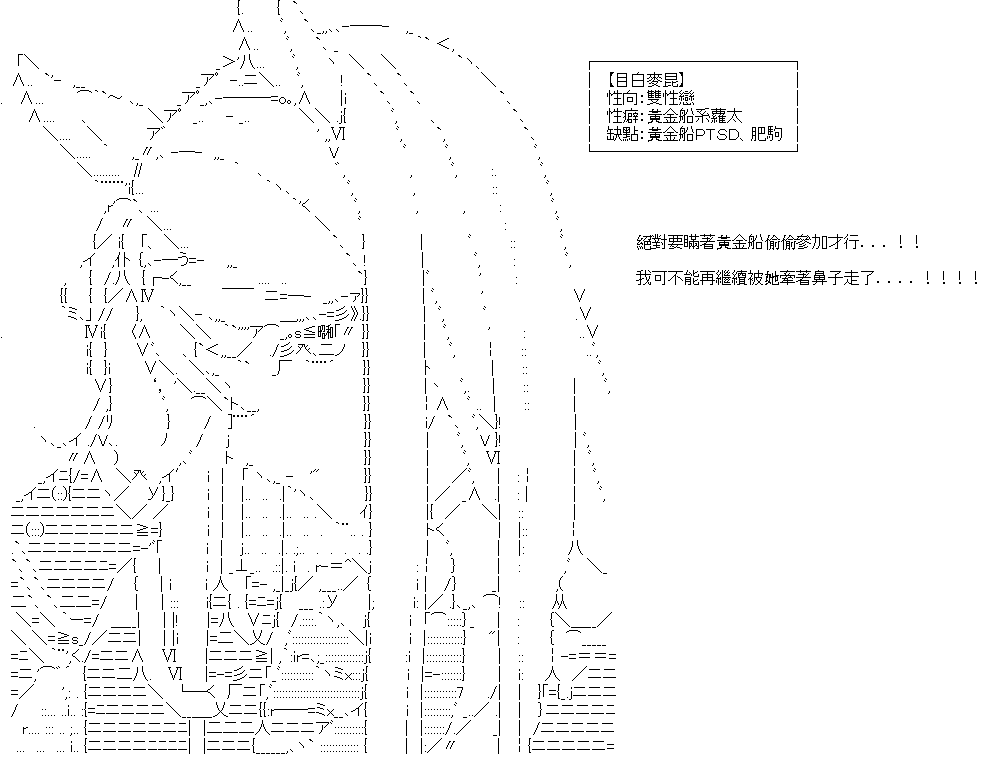 【目白麥昆】
性向：雙性戀
性癖：黃金船系蘿太
缺點：黃金船PTSD、肥駒
絕對要瞞著黃金船偷偷參加才行...！！
我可不能再繼續被她牽著鼻子走了....！！！！